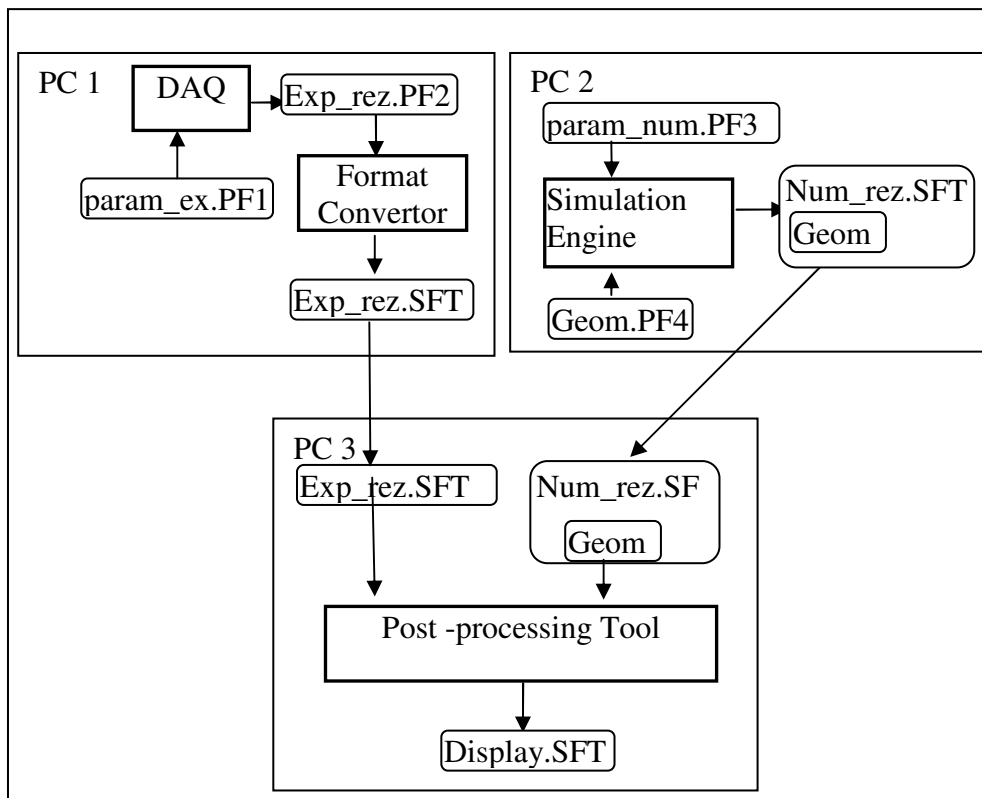 PC 1
DAQ
Exp_rez.PF2
param_ex.PF1
Format
Convertor
Exp_rez.SFT
PC 2
param_num.PF3
Simulation
Engine
Num_rez.SFT
Geom
Geom.PF4
PC 3
Exp_rez.SFT
Num_rez.SF
Geom
Post -processing Tool
Display.SFT